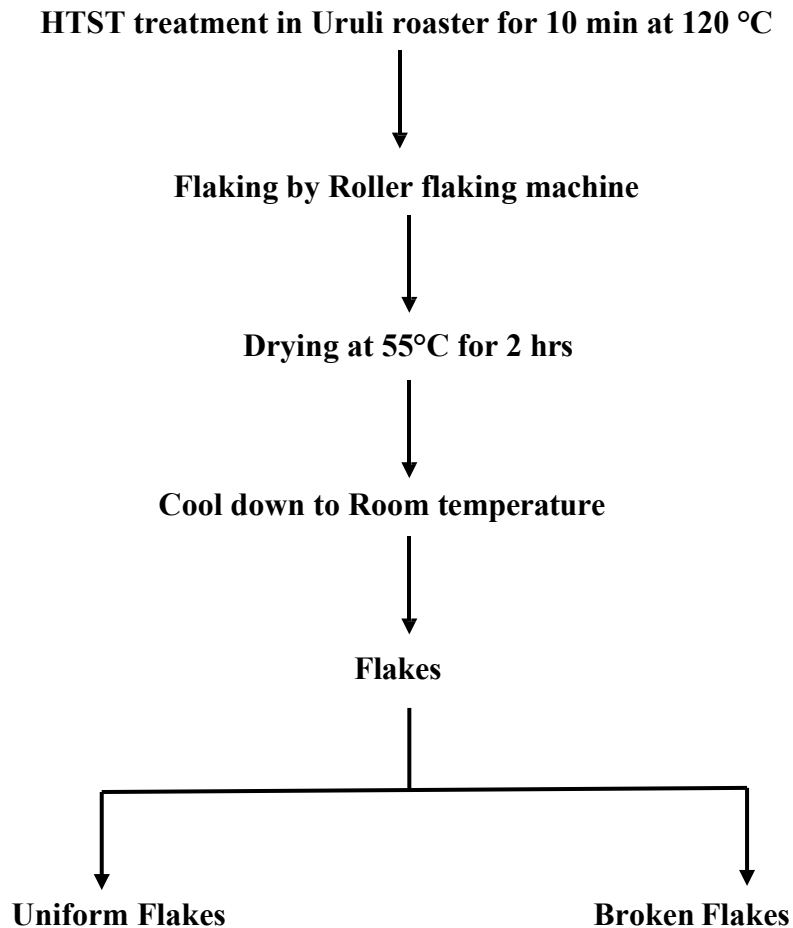 HTST treatment in Uruli roaster for 10 min at 120 °C
Flaking by Roller flaking machine
Drying at 55°C for 2 hrs
Cool down to Room temperature
Flakes
Uniform Flakes
Broken Flakes